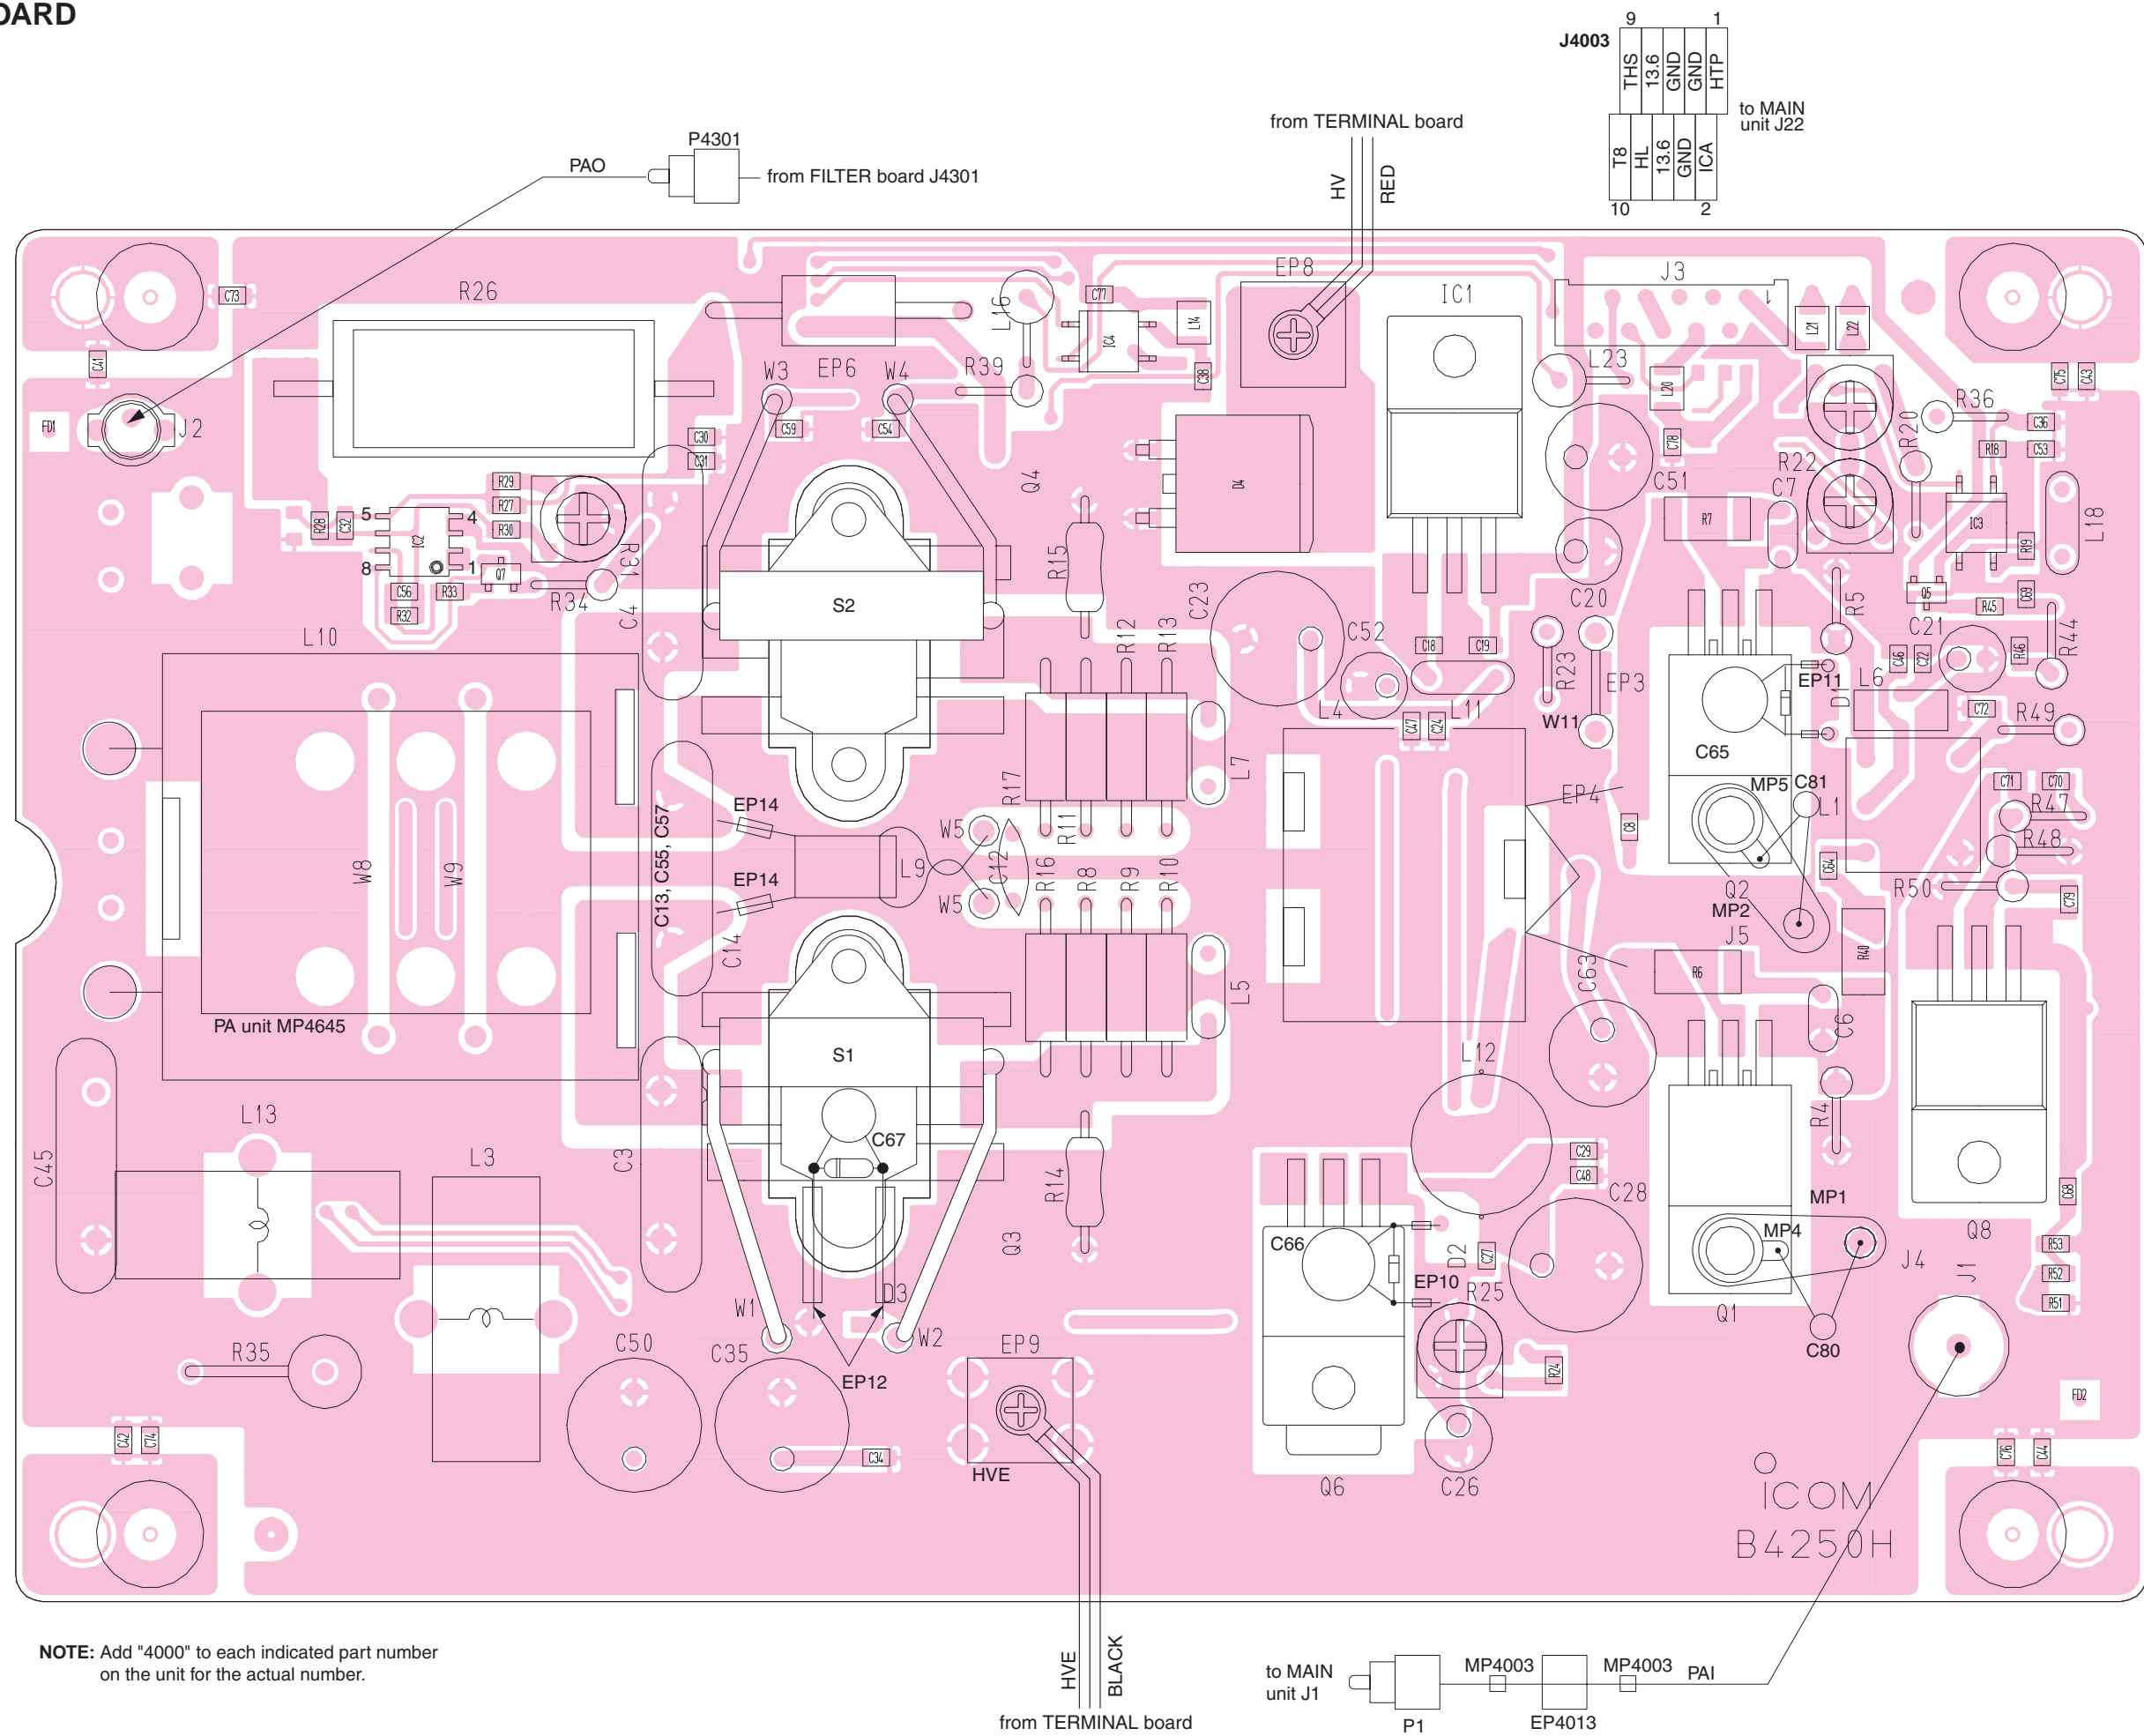 OARD
J4003
9 1
THS
13.6
GND
GND
HTP
T8
HL
13.6
GND
ICA
10 2
to MAIN
unit J22
from TERMINAL board
HV
RED
P4301
PAO
from FILTER board J4301
R26
C73
C41
FD1
J2
EP6
W3
W4
C59
C54
C30
C31
L16
R39
C77
IC4
L14
C38
EP8
IC1
J3
1
L21
L22
L23
L20
C78
R36
R20
C75
C43
C36
R18
C53
R22
C51
C7
R7
IC3
R19
L18
C69
Q5
R45
R44
R46
R28
C32
5
4
8
1
IC2
R29
R27
R30
Q7
R31
R34
C56
R33
R32
C4
S2
Q4
R15
D4
C23
C52
C18
C19
C20
R23
EP3
W11
R5
C21
C46
C22
EP11
D1
L6
C72
R49
C65
L10
R12
R13
L4
L11
C47
C24
L7
R17
R11
EP4
C8
MP5
C81
L1
C71
C70
R47
R48
R50
C64
C79
W8
W9
C13, C55, C57
EP14
EP14
L9
W5
W5
C12
R16
R8
R9
R10
Q2
MP2
J5
R40
R6
C63
C14
L5
PA unit MP4645
S1
C67
L12
C6
R4
C45
L13
L3
C3
R14
Q3
C29
C48
C28
MP1
MP4
C68
Q8
C66
D2
C27
EP10
R25
R53
R52
R51
J4
J1
Q1
C80
W1
D3
W2
EP12
EP9
R35
C50
C35
C34
HVE
R24
Q6
C26
FD2
C42
C74
C76
C44
iCOM
B4250H
NOTE: Add "4000" to each indicated part number
on the unit for the actual number.
HVE
BLACK
from TERMINAL board
to MAIN
unit J1
P1
MP4003
EP4013
MP4003
PAI